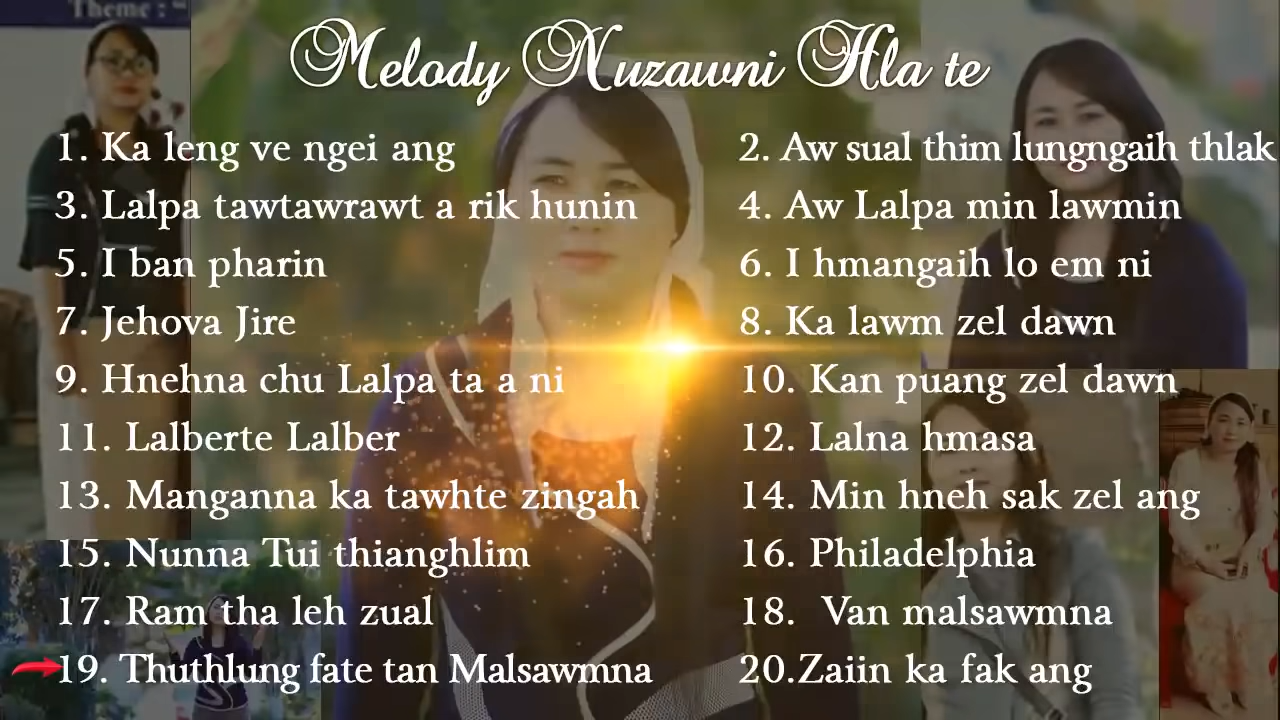 Theme :
Melody Nuzawni Hla te
1. Ka leng ve ngei ang
2. Aw sual thim lungngaih thlak
3. Lalpa tawtawrawt a rik hunin
4. Aw Lalpa min lawmin
5. I ban pharin
6. I hmangaih lo em ni
7. Jehova Jire
8. Ka lawm zel dawn
9. Hnehna chu Lalpa ta a ni
10. Kan puang zel dawn
11. Lalberte Lalber
12. Lalna hmasa
13. Manganna ka tawhte zingah
14. Min hneh sak zel ang
15. Nunna Tui thianghlim
16. Philadelphia
17. Ram tha leh zual
18. Van malsawmna
19. Thuthlung fate tan Malsawmna
20.Zaiin ka fak ang